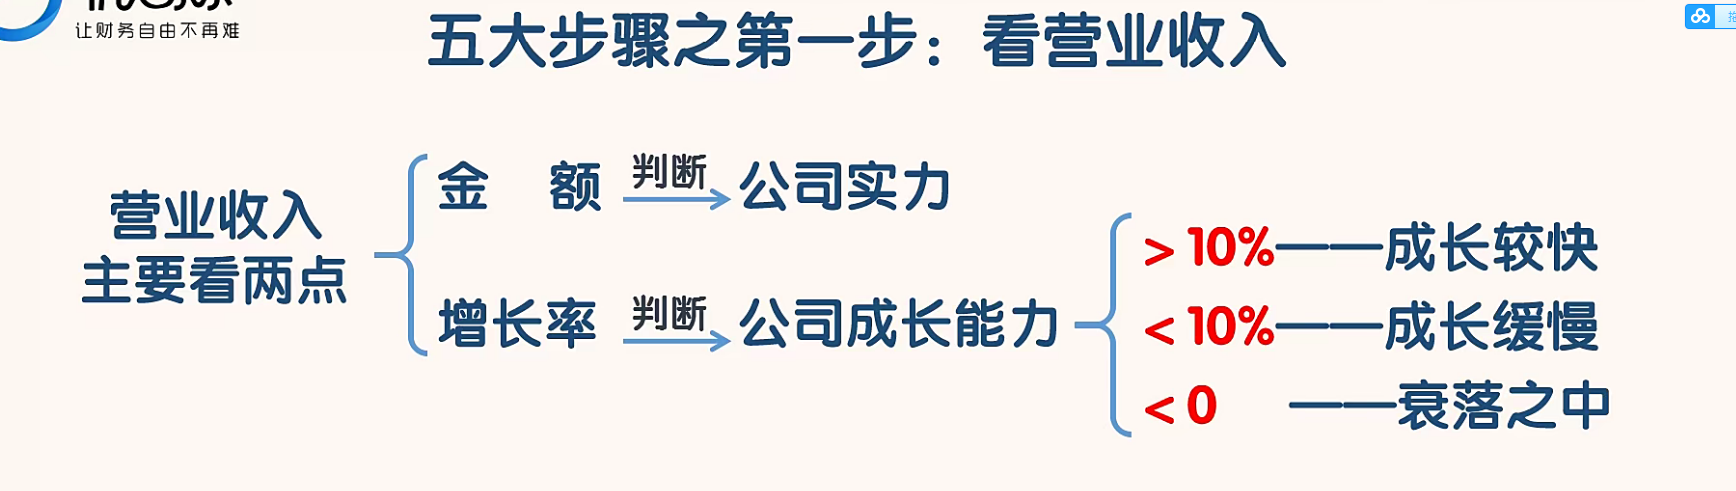 让财务自由不再难
五大步骤之第一步：看营业收入
营业收入
主要看两点
金 额
判断
公司实力
增长率
判断
公司成长能力
> 10%——成长较快
< 10%——成长缓慢
< 0 ——衰落之中